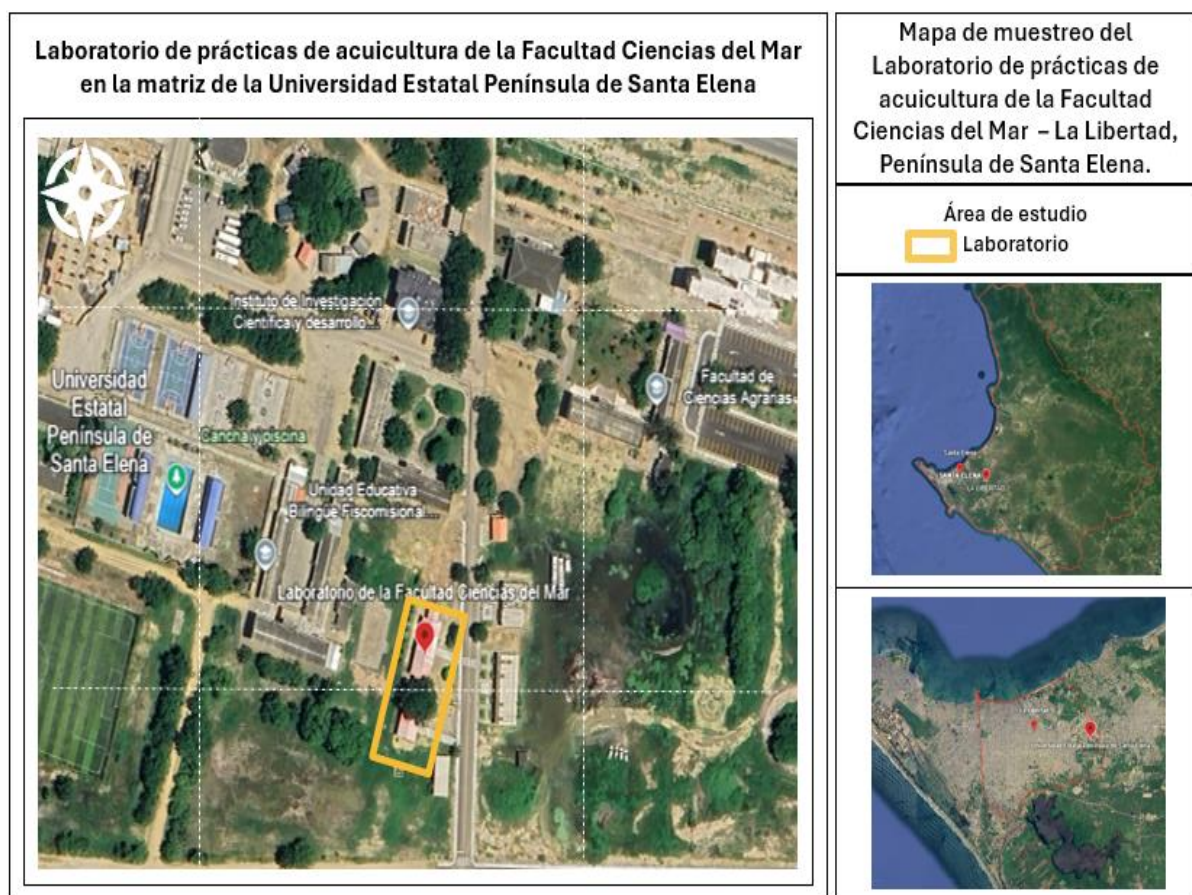 Laboratorio de prácticas de acuicultura de la Facultad Ciencias del Mar
en la matriz de la Universidad Estatal Península de Santa Elena
Instituto de Investigación
Científica y desarrollo...
Universidad
Estatal
Península de
Santa Elena
Cancha y piscina
Facultad de
Ciencias Agrarias
Unidad Educativa
Bilingüe Fiscomisional...
Laboratorio de la Facultad Ciencias del Mar
Mapa de muestreo del
Laboratorio de prácticas de
acuicultura de la Facultad
Ciencias del Mar – La Libertad,
Península de Santa Elena.
Área de estudio
Laboratorio
Santa Elena
SANTA ELENA
LA LIBERTAD